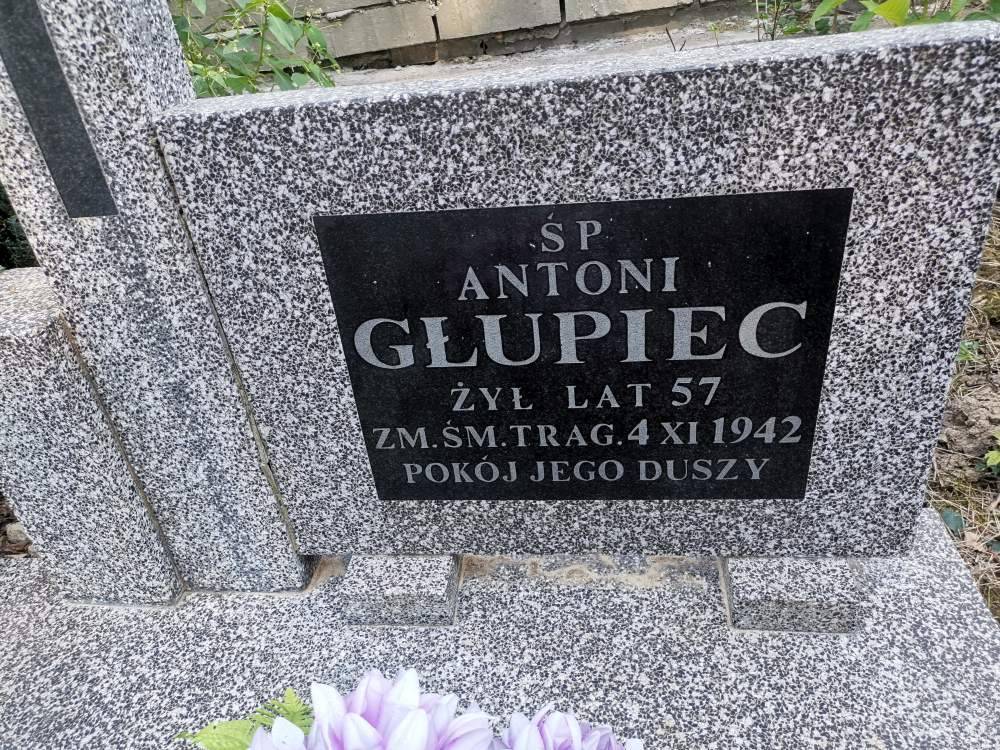 ŚP
ANTONI
GŁUPIEC
ŻYŁ LAT 57
ZM.ŚM.TRAG.4 XI 1942
POKÓJ JEGO DUSZY